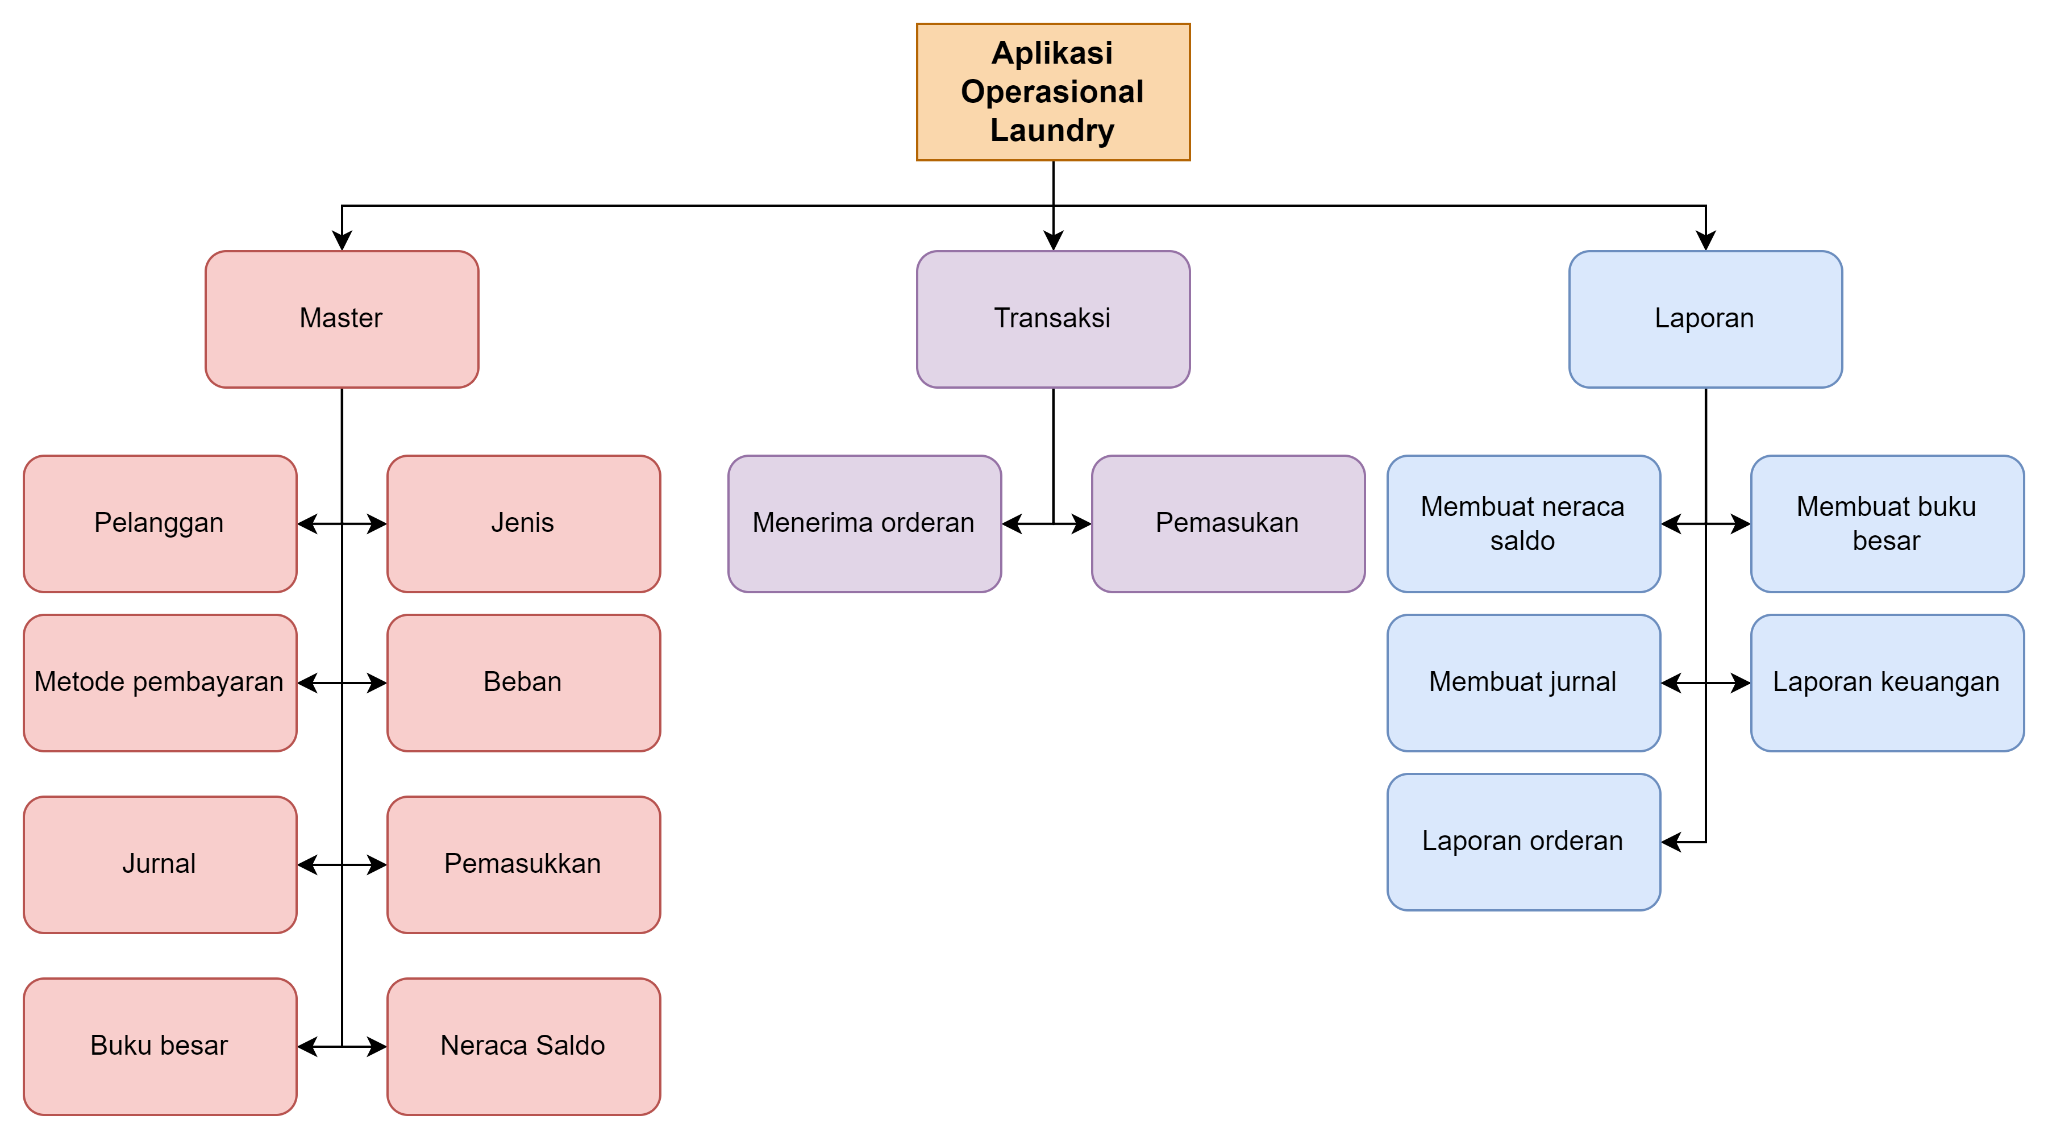 Aplikasi
Operasional
Laundry
Master
Transaksi
Laporan
Pelanggan
Jenis
Menerima orderan
Pemasukan
Membuat neraca
saldo
Membuat buku
besar
Metode pembayaran
Beban
Membuat jurnal
Laporan keuangan
Jurnal
Pemasukkan
Laporan orderan
Buku besar
Neraca Saldo